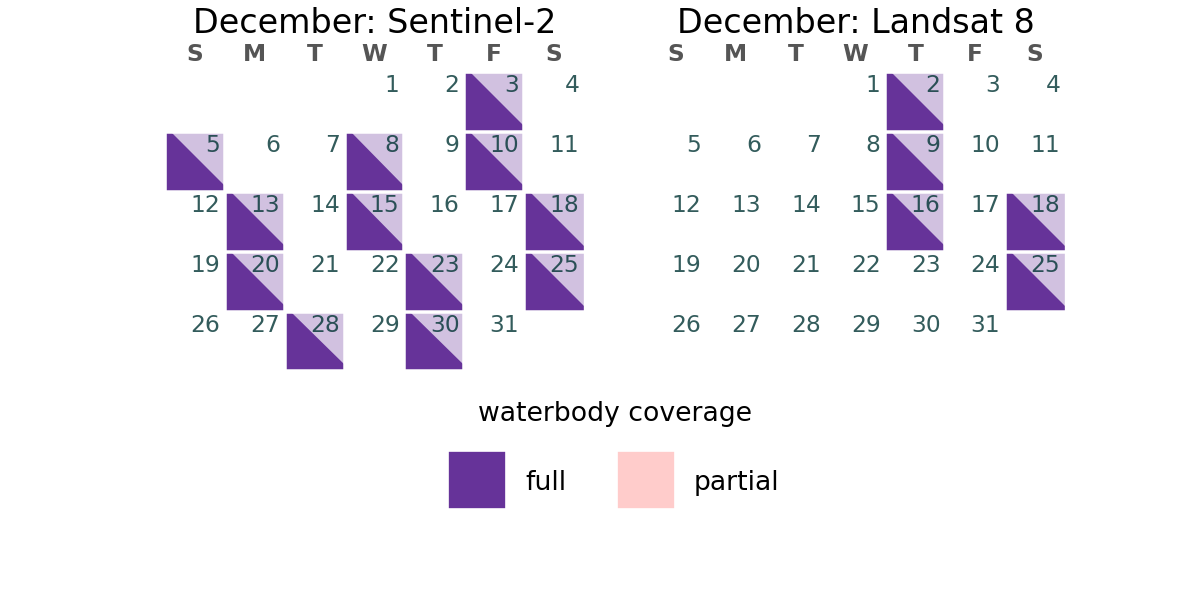 December: Sentinel-2
S M T W T F S
1 2 3 4
5 6 7 8 9 10 11
12 13 14 15 16 17 18
19 20 21 22 23 24 25
26 27 28 29 30 31
December: Landsat 8
S M T W T F S
1 2 3 4
5 6 7 8 9 10 11
12 13 14 15 16 17 18
19 20 21 22 23 24 25
26 27 28 29 30 31
waterbody coverage
full
partial